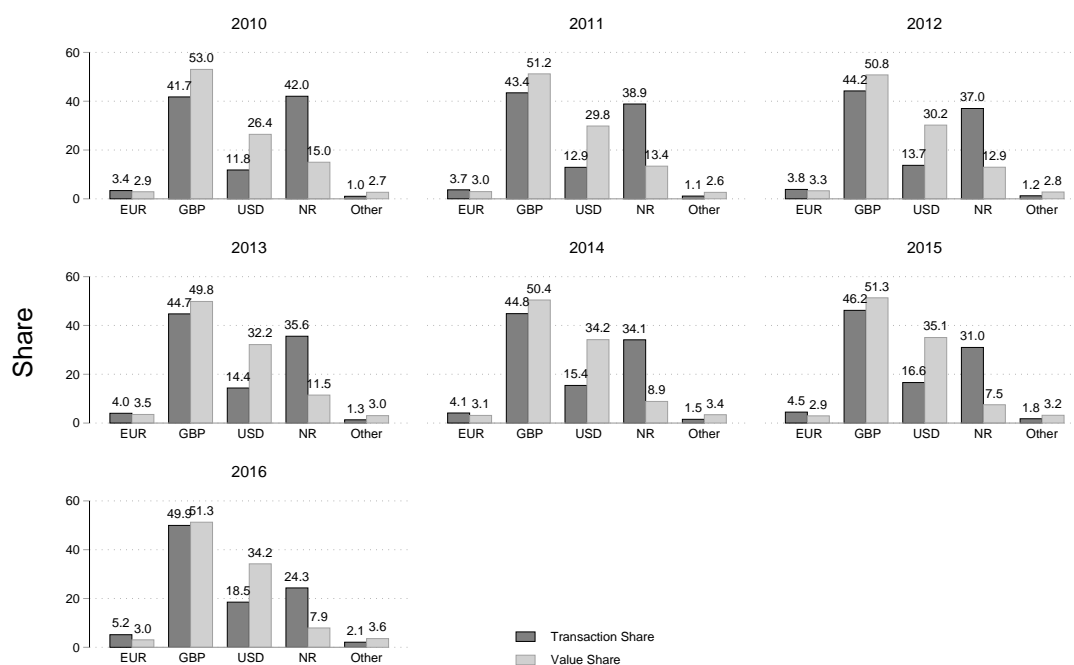 Share
2010
60
40
20
0
3.4 2.9 41.7 53.0 11.8 26.4 42.0 15.0 1.0 2.7
EUR GBP USD NR Other
2011
3.7 3.0 43.4 51.2 12.9 29.8 38.9 13.4 1.1 2.6
EUR GBP USD NR Other
2012
60
40
20
0
3.8 3.3 44.2 50.8 13.7 30.2 37.0 12.9 1.2 2.8
EUR GBP USD NR Other
2013
60
40
20
0
4.0 3.5 44.7 49.8 14.4 32.2 35.6 11.5 1.3 3.0
EUR GBP USD NR Other
2014
4.1 3.1 44.8 50.4 15.4 34.2 34.1 8.9 1.5 3.4
EUR GBP USD NR Other
2015
60
40
20
0
4.5 2.9 46.2 51.3 16.6 35.1 31.0 7.5 1.8 3.2
EUR GBP USD NR Other
2016
60
40
20
0
5.2 3.0 49.9 51.3 18.5 34.2 24.3 7.9 2.1 3.6
EUR GBP USD NR Other
Transaction Share
Value Share